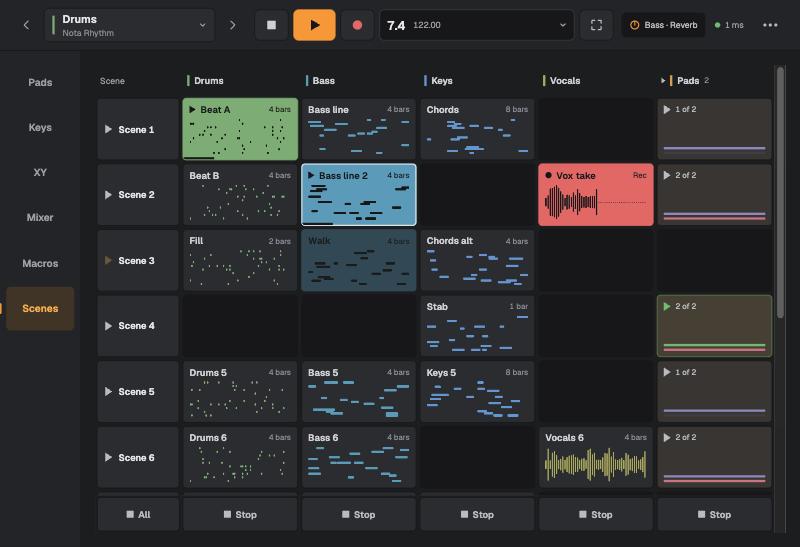 Drums
Nota Rhythm
7.4 122.00
Bass · Reverb
1 ms
Pads
Keys
XY
Mixer
Macros
Scenes
Scene Drums Bass Keys Vocals Pads 2
Scene 1
Beat A 4 bars
Bass line 4 bars
Chords 8 bars
1 of 2
Scene 2
Beat B 4 bars
Bass line 2 4 bars
Vox take Rec
2 of 2
Scene 3
Fill 2 bars
Walk 4 bars
Chords alt 4 bars
Scene 4
Stab 1 bar
2 of 2
Scene 5
Drums 5 4 bars
Bass 5 4 bars
Keys 5 8 bars
1 of 2
Scene 6
Drums 6 4 bars
Bass 6 4 bars
Vocals 6 4 bars
2 of 2
All Stop Stop Stop Stop Stop